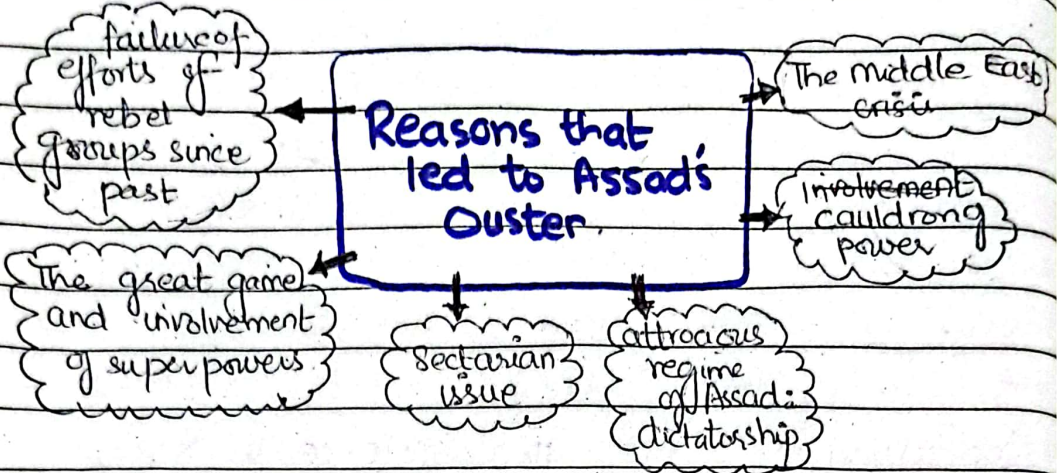 Reasons that
led to Assad's
Ouster.
failure of
efforts of
rebel
groups since
past
The great game
and involvement
of superpowers
Sectarian
issue
attrocious
regime
of Assad:
dictatorship
The middle East
crisis
involvement
cauldrong
power